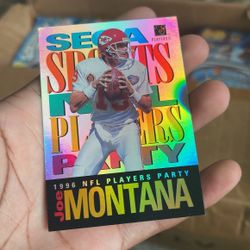 SEGA
SPORTS
NFL
PLAYERS
PARTY
1996 NFL PLAYERS PARTY
Joe
MONTANA